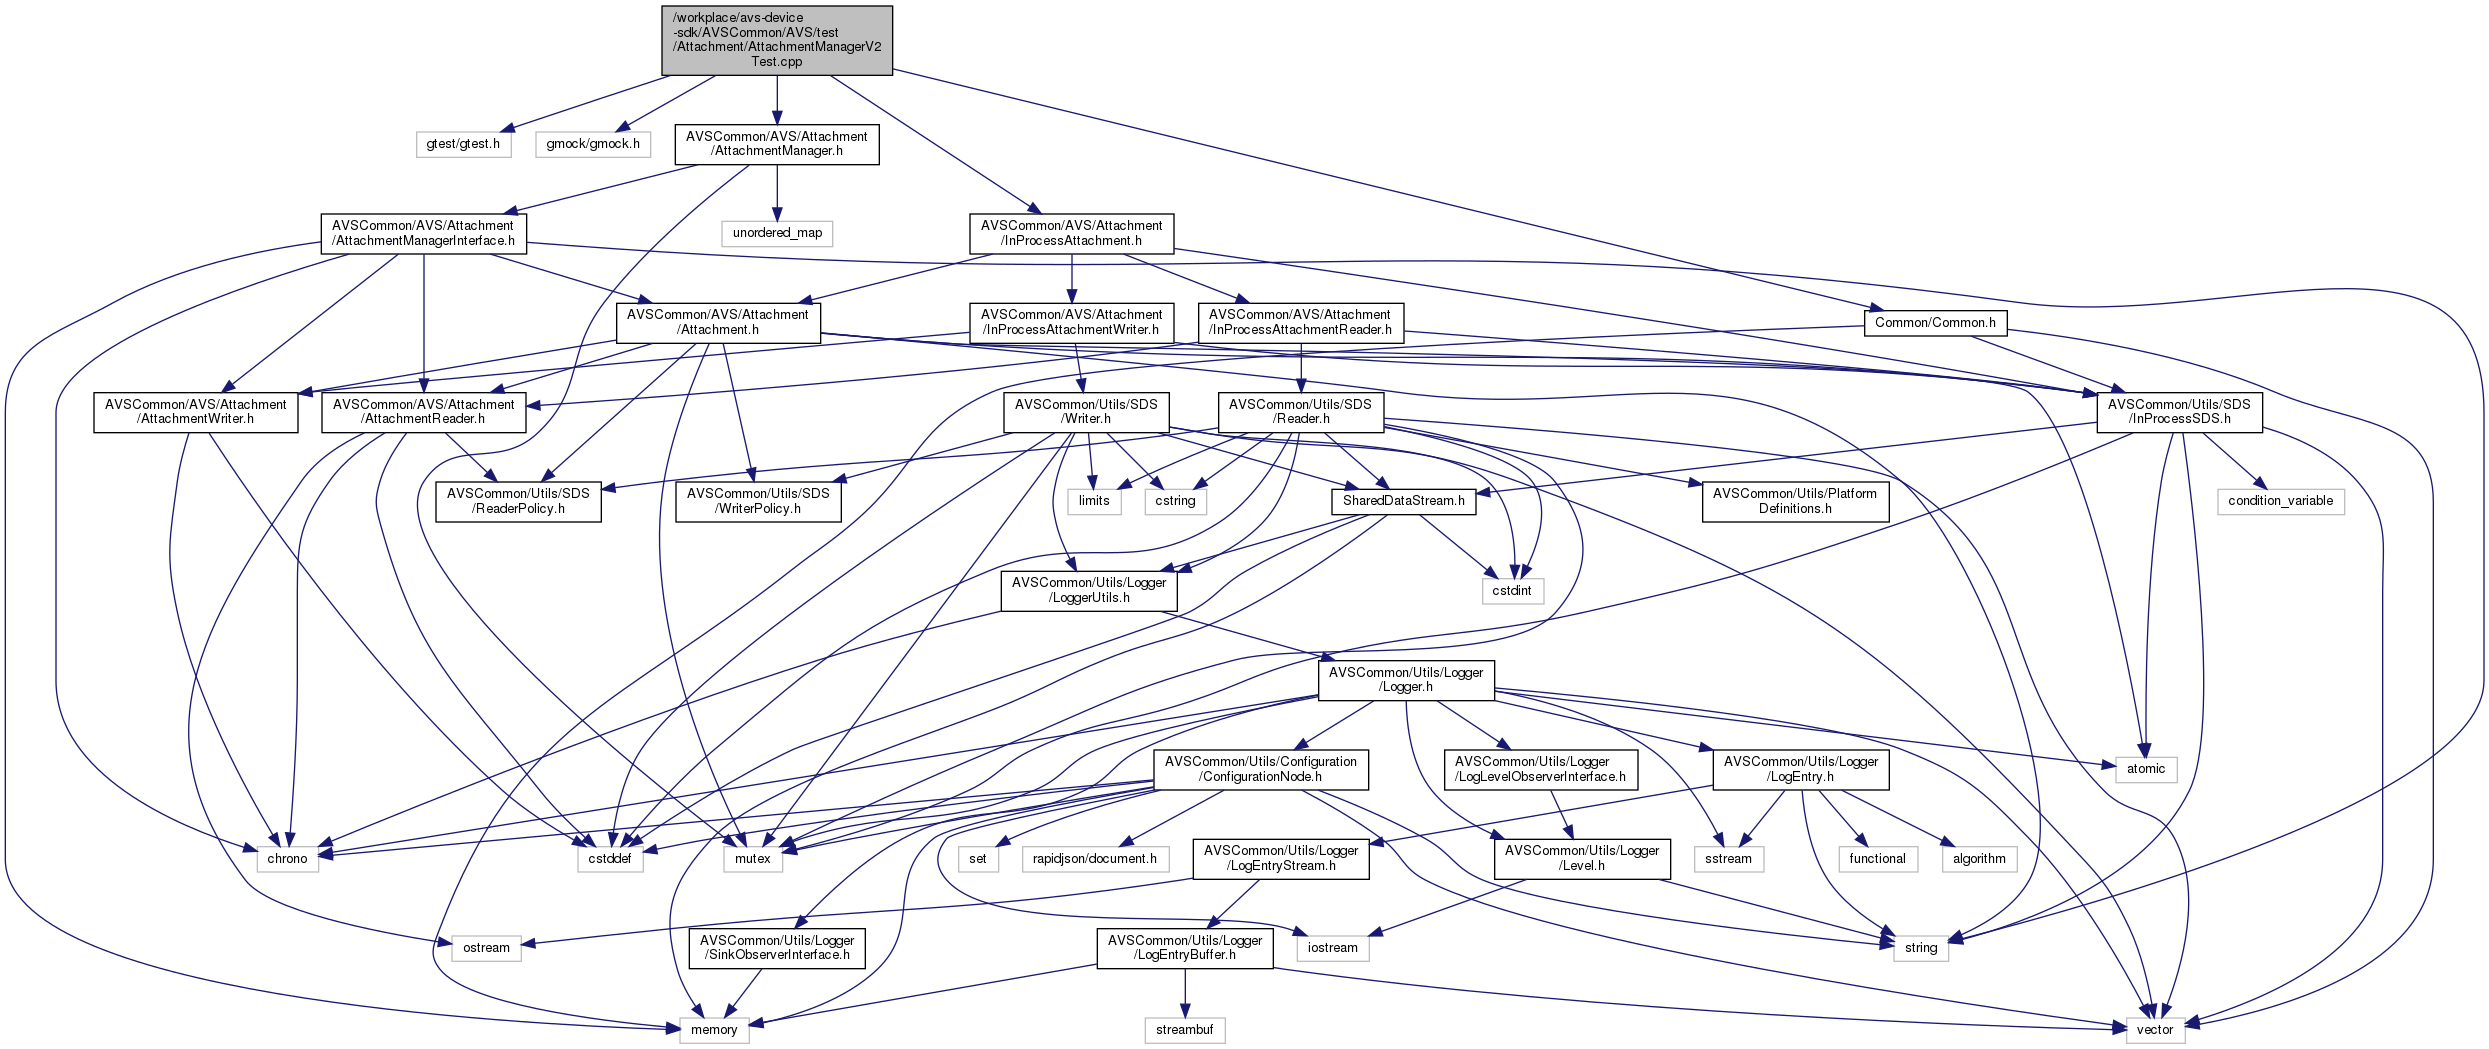 /workplace/avs-device
-sdk/AVSCommon/AVS/test
/Attachment/AttachmentManagerV2
Test.cpp
gtest/gtest.h
gmock/gmock.h
AVSCommon/AVS/Attachment
/AttachmentManager.h
AVSCommon/AVS/Attachment
/AttachmentManagerInterface.h
unordered_map
AVSCommon/AVS/Attachment
/InProcessAttachment.h
AVSCommon/AVS/Attachment
/Attachment.h
AVSCommon/AVS/Attachment
/InProcessAttachmentWriter.h
AVSCommon/AVS/Attachment
/InProcessAttachmentReader.h
Common/Common.h
AVSCommon/AVS/Attachment
/AttachmentWriter.h
AVSCommon/AVS/Attachment
/AttachmentReader.h
AVSCommon/Utils/SDS
/Writer.h
AVSCommon/Utils/SDS
/Reader.h
AVSCommon/Utils/SDS
/InProcessSDS.h
AVSCommon/Utils/SDS
/ReaderPolicy.h
AVSCommon/Utils/SDS
/WriterPolicy.h
limits
cstring
SharedDataStream.h
AVSCommon/Utils/Platform
Definitions.h
condition_variable
AVSCommon/Utils/Logger
/LoggerUtils.h
cstdint
AVSCommon/Utils/Logger
/Logger.h
AVSCommon/Utils/Configuration
/ConfigurationNode.h
AVSCommon/Utils/Logger
/LogLevelObserverInterface.h
AVSCommon/Utils/Logger
/LogEntry.h
atomic
chrono
cstddef
mutex
set
rapidjson/document.h
AVSCommon/Utils/Logger
/LogEntryStream.h
AVSCommon/Utils/Logger
/Level.h
sstream
functional
algorithm
ostream
AVSCommon/Utils/Logger
/SinkObserverInterface.h
AVSCommon/Utils/Logger
/LogEntryBuffer.h
iostream
string
memory
streambuf
vector